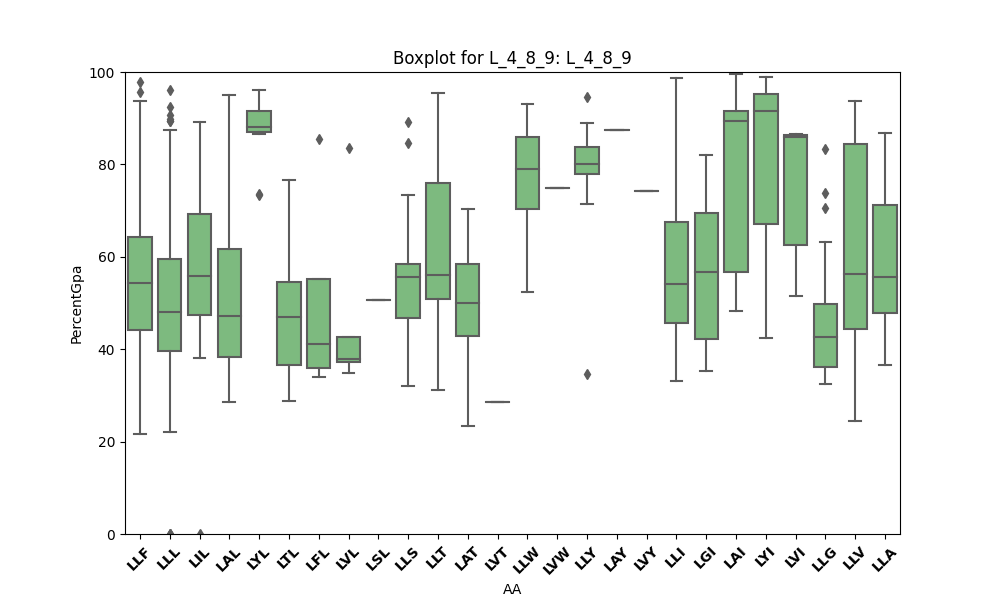 Boxplot for L_4_8_9: L_4_8_9
100
80
60
40
20
0
PercentGpa
LLF LLL LIL LAL LYL LTL LFL LVL LSL LLS LLT LAT LVT LLW LVW LLY LAY LVY LLI LGI LAI LYI LVI LLG LLV LLA
AA